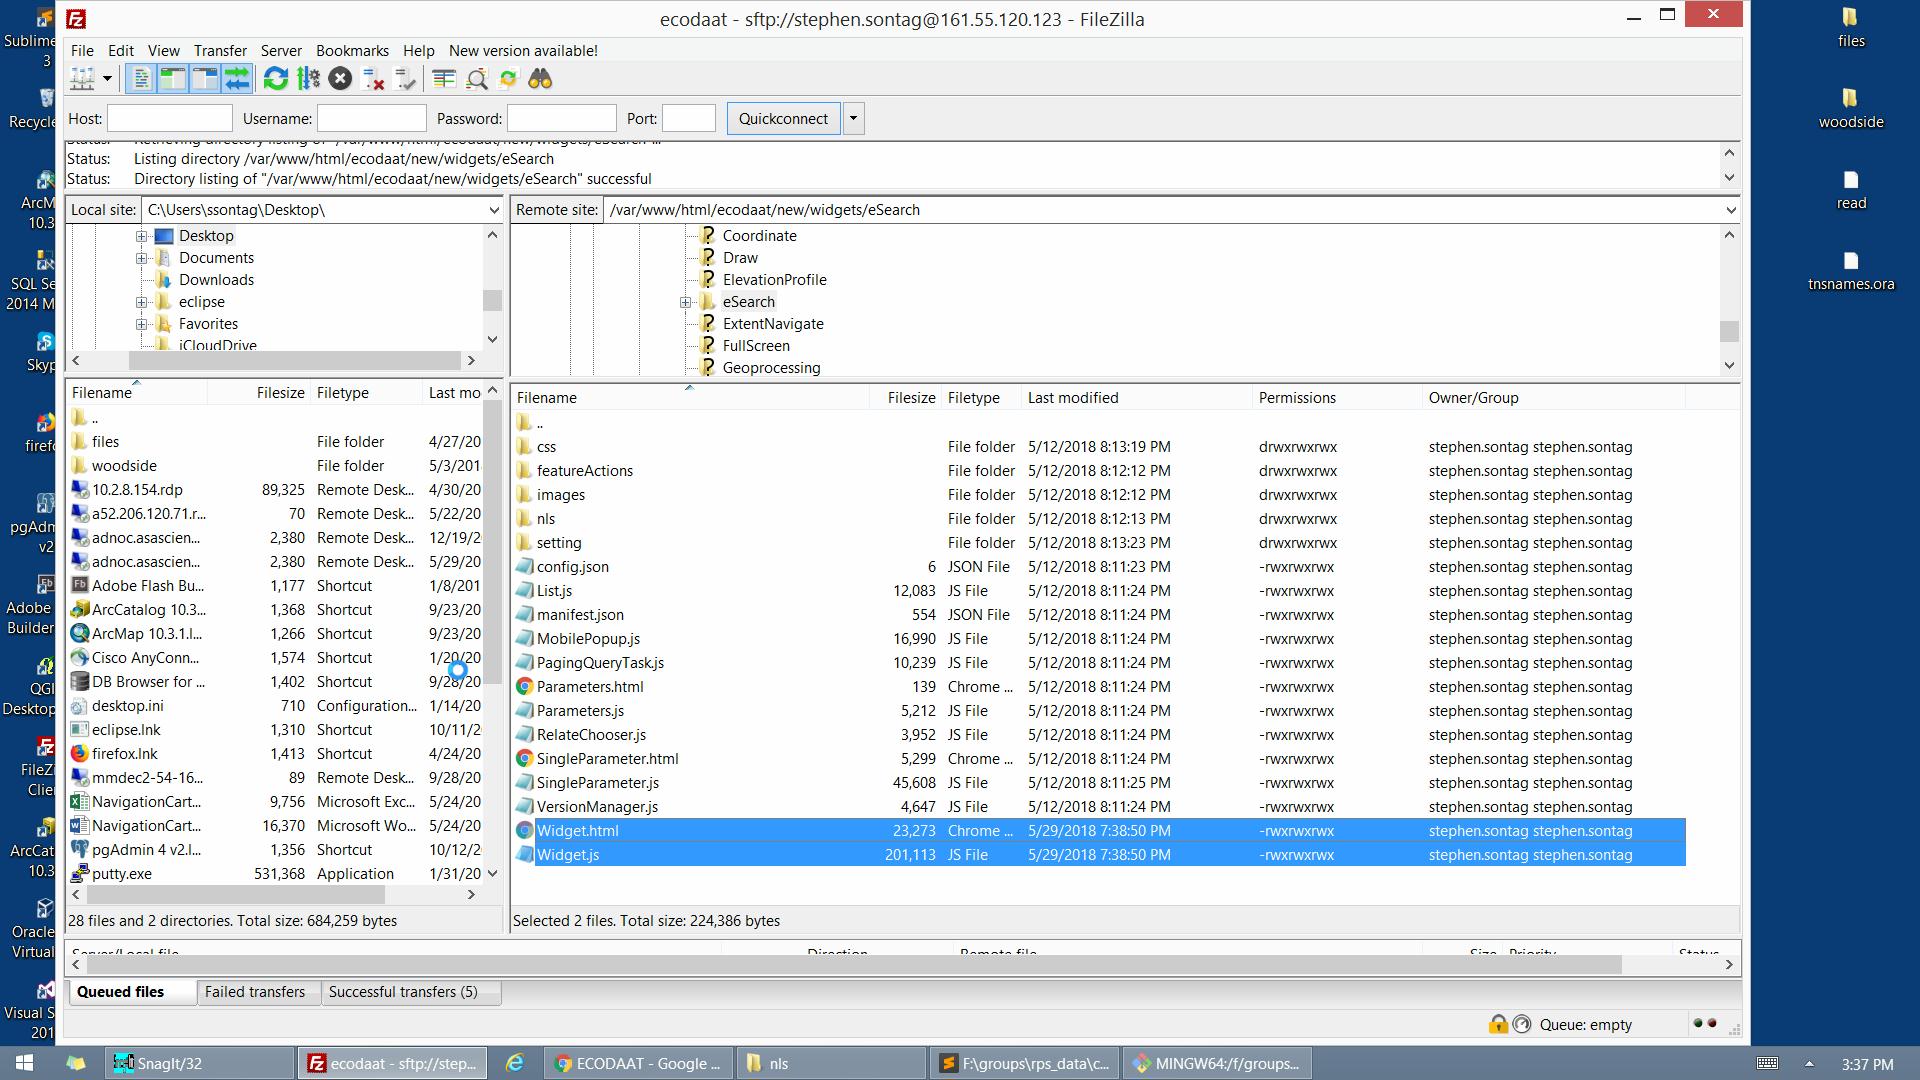 ecodaat - sftp://stephen.sontag@161.55.120.123 - FileZilla
File Edit View Transfer Server Bookmarks Help New version available!
Host: Username: Password: Port: Quickconnect
Status: Retrieving directory listing of "/var/www/html/ecodaat/new/widgets/eSearch"...
Status: Listing directory /var/www/html/ecodaat/new/widgets/eSearch
Status: Directory listing of "/var/www/html/ecodaat/new/widgets/eSearch" successful
Local site: C:\Users\ssontag\Desktop\
Desktop
Documents
Downloads
eclipse
Favorites
iCloudDrive
Remote site: /var/www/html/ecodaat/new/widgets/eSearch
Coordinate
Draw
ElevationProfile
eSearch
ExtentNavigate
FullScreen
Geoprocessing
Filename Filesize Filetype Last mo
..
files File folder 4/27/20
woodside File folder 5/3/201
10.2.8.154.rdp 89,325 Remote Desk... 4/30/20
a52.206.120.71.r... 70 Remote Desk... 5/22/20
adnoc.asascien... 2,380 Remote Desk... 12/19/2
adnoc.asascien... 2,380 Remote Desk... 5/29/20
Adobe Flash Bu... 1,177 Shortcut 1/8/201
ArcCatalog 10.3... 1,368 Shortcut 9/23/20
ArcMap 10.3.1.l... 1,266 Shortcut 9/23/20
Cisco AnyConn... 1,574 Shortcut 1/20/20
DB Browser for ... 1,402 Shortcut 9/28/20
desktop.ini 710 Configuration... 1/14/20
eclipse.lnk 1,310 Shortcut 10/11/2
firefox.lnk 1,413 Shortcut 4/24/20
mmdec2-54-16... 89 Remote Desk... 9/28/20
NavigationCart... 9,756 Microsoft Exc... 5/24/20
NavigationCart... 16,370 Microsoft Wo... 5/24/20
pgAdmin 4 v2.l... 1,356 Shortcut 10/12/2
putty.exe 531,368 Application 1/31/20
28 files and 2 directories. Total size: 684,259 bytes
Filename Filesize Filetype Last modified Permissions Owner/Group
..
css File folder 5/12/2018 8:13:19 PM drwxrwxrwx stephen.sontag stephen.sontag
featureActions File folder 5/12/2018 8:12:12 PM drwxrwxrwx stephen.sontag stephen.sontag
images File folder 5/12/2018 8:12:12 PM drwxrwxrwx stephen.sontag stephen.sontag
nls File folder 5/12/2018 8:12:13 PM drwxrwxrwx stephen.sontag stephen.sontag
setting File folder 5/12/2018 8:13:23 PM drwxrwxrwx stephen.sontag stephen.sontag
config.json 6 JSON File 5/12/2018 8:11:23 PM -rwxrwxrwx stephen.sontag stephen.sontag
List.js 12,083 JS File 5/12/2018 8:11:24 PM -rwxrwxrwx stephen.sontag stephen.sontag
manifest.json 554 JSON File 5/12/2018 8:11:24 PM -rwxrwxrwx stephen.sontag stephen.sontag
MobilePopup.js 16,990 JS File 5/12/2018 8:11:24 PM -rwxrwxrwx stephen.sontag stephen.sontag
PagingQueryTask.js 10,239 JS File 5/12/2018 8:11:24 PM -rwxrwxrwx stephen.sontag stephen.sontag
Parameters.html 139 Chrome ... 5/12/2018 8:11:24 PM -rwxrwxrwx stephen.sontag stephen.sontag
Parameters.js 5,212 JS File 5/12/2018 8:11:24 PM -rwxrwxrwx stephen.sontag stephen.sontag
RelateChooser.js 3,952 JS File 5/12/2018 8:11:24 PM -rwxrwxrwx stephen.sontag stephen.sontag
SingleParameter.html 5,299 Chrome ... 5/12/2018 8:11:24 PM -rwxrwxrwx stephen.sontag stephen.sontag
SingleParameter.js 45,608 JS File 5/12/2018 8:11:25 PM -rwxrwxrwx stephen.sontag stephen.sontag
VersionManager.js 4,647 JS File 5/12/2018 8:11:24 PM -rwxrwxrwx stephen.sontag stephen.sontag
Widget.html 23,273 Chrome ... 5/29/2018 7:38:50 PM -rwxrwxrwx stephen.sontag stephen.sontag
Widget.js 201,113 JS File 5/29/2018 7:38:50 PM -rwxrwxrwx stephen.sontag stephen.sontag
Selected 2 files. Total size: 224,386 bytes
Server/Local file Direction Remote file Size Priority Status
Queued files Failed transfers Successful transfers (5)
Queue: empty
Sublime
3
Recycle
ArcM
10.3
SQL Se
2014 M
Skyp
firefo
pgAdm
v2
Adobe
Builder
QGI
Desktop
FileZi
Clie
ArcCat
10.3
Oracle
Virtual
Visual S
201
files
woodside
read
tnsnames.ora
SnagIt/32
ecodaat - sftp://step...
ECODAAT - Google ...
nls
F:\groups\rps_data\c...
MINGW64:/f/groups...
3:37 PM